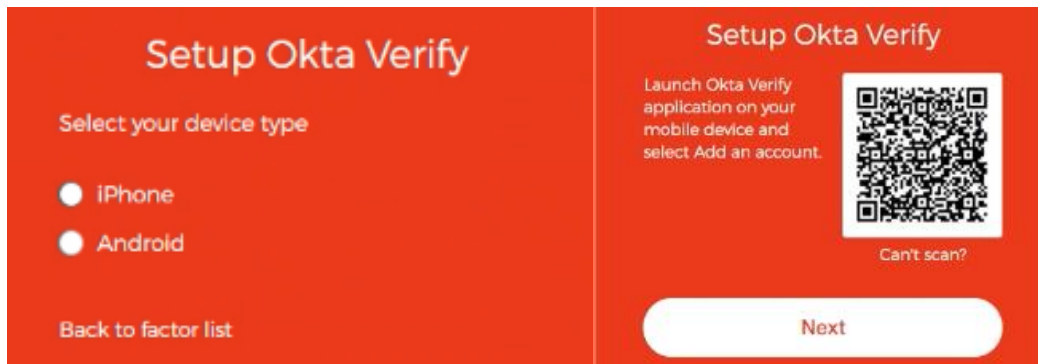 Setup Okta Verify
Select your device type
iPhone
Android
Back to factor list
Setup Okta Verify
Launch Okta Verify
application on your
mobile device and
select Add an account.
Can't scan?
Next